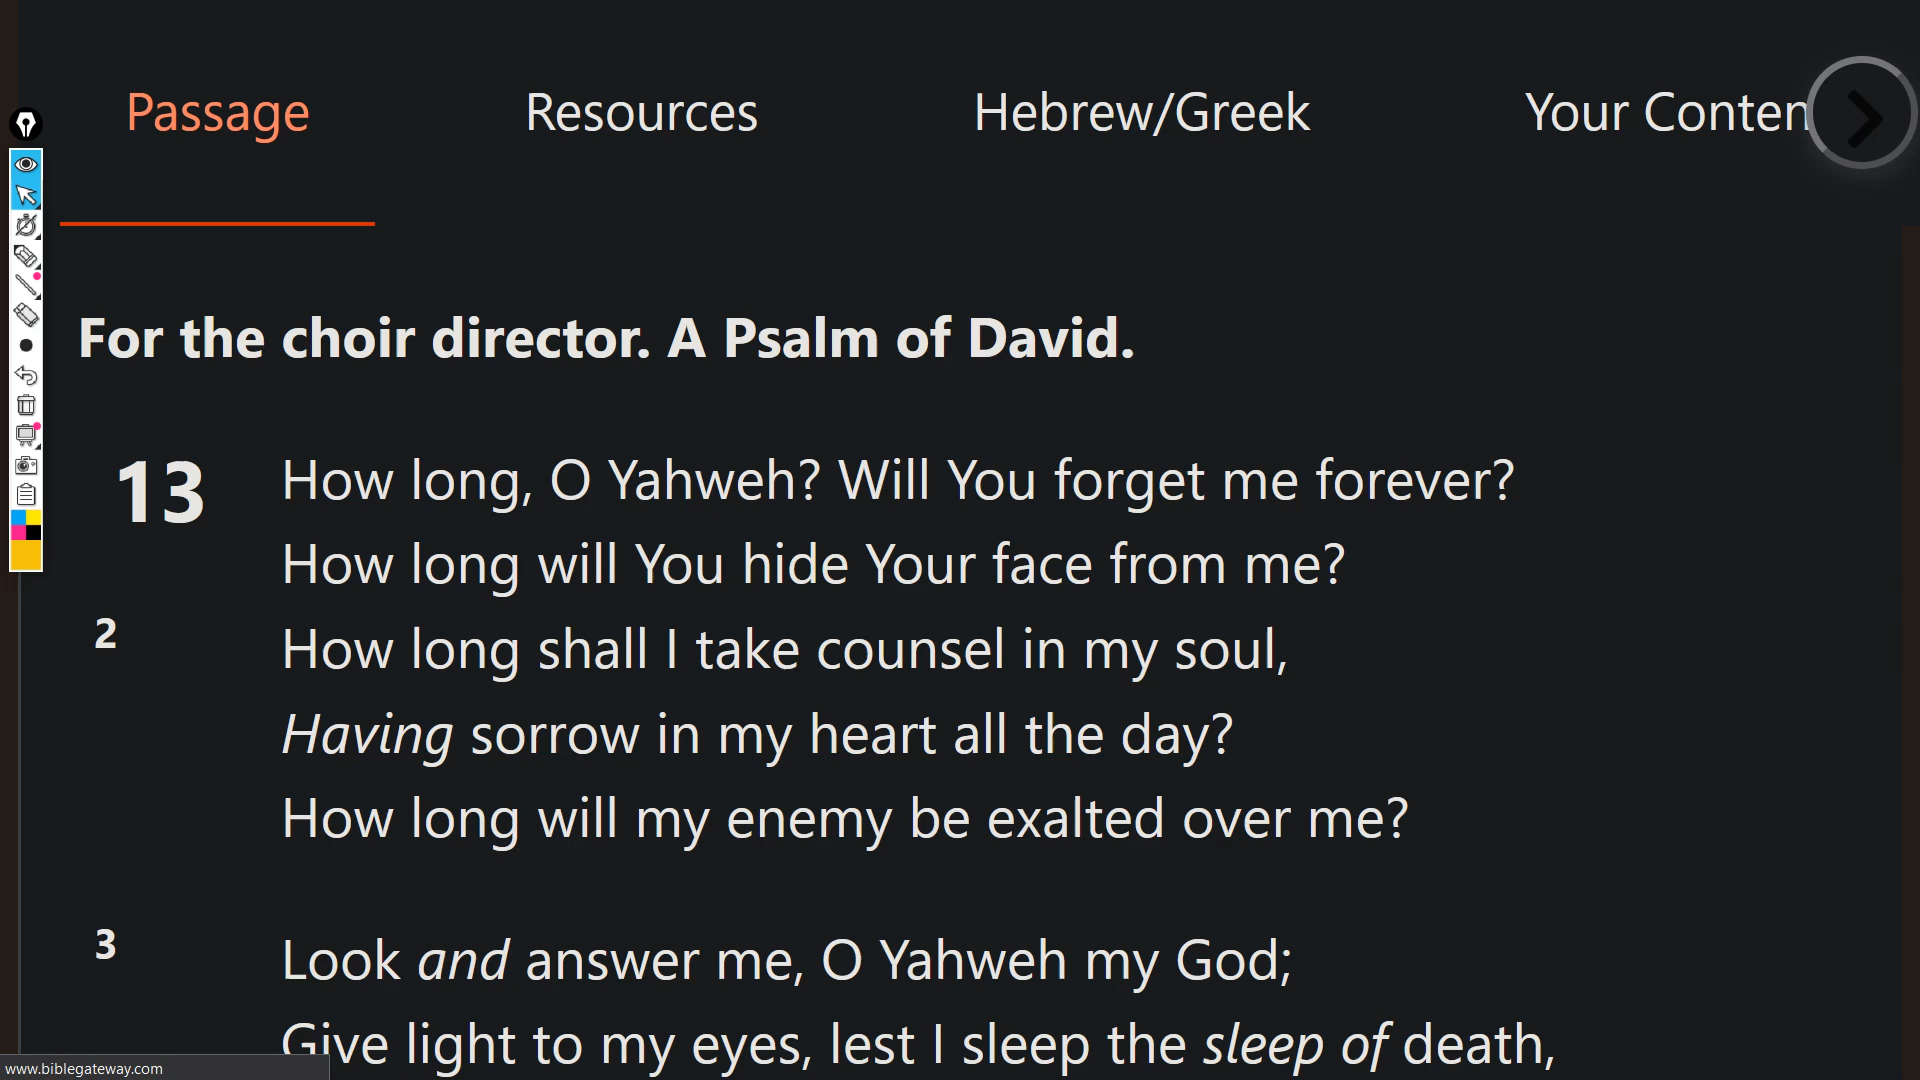 Passage Resources Hebrew/Greek Your Conten
For the choir director. A Psalm of David.
13 How long, O Yahweh? Will You forget me forever?
How long will You hide Your face from me?
2 How long shall I take counsel in my soul,
Having sorrow in my heart all the day?
How long will my enemy be exalted over me?
3 Look and answer me, O Yahweh my God;
Give light to my eyes, lest I sleep the sleep of death,
www.biblegateway.com